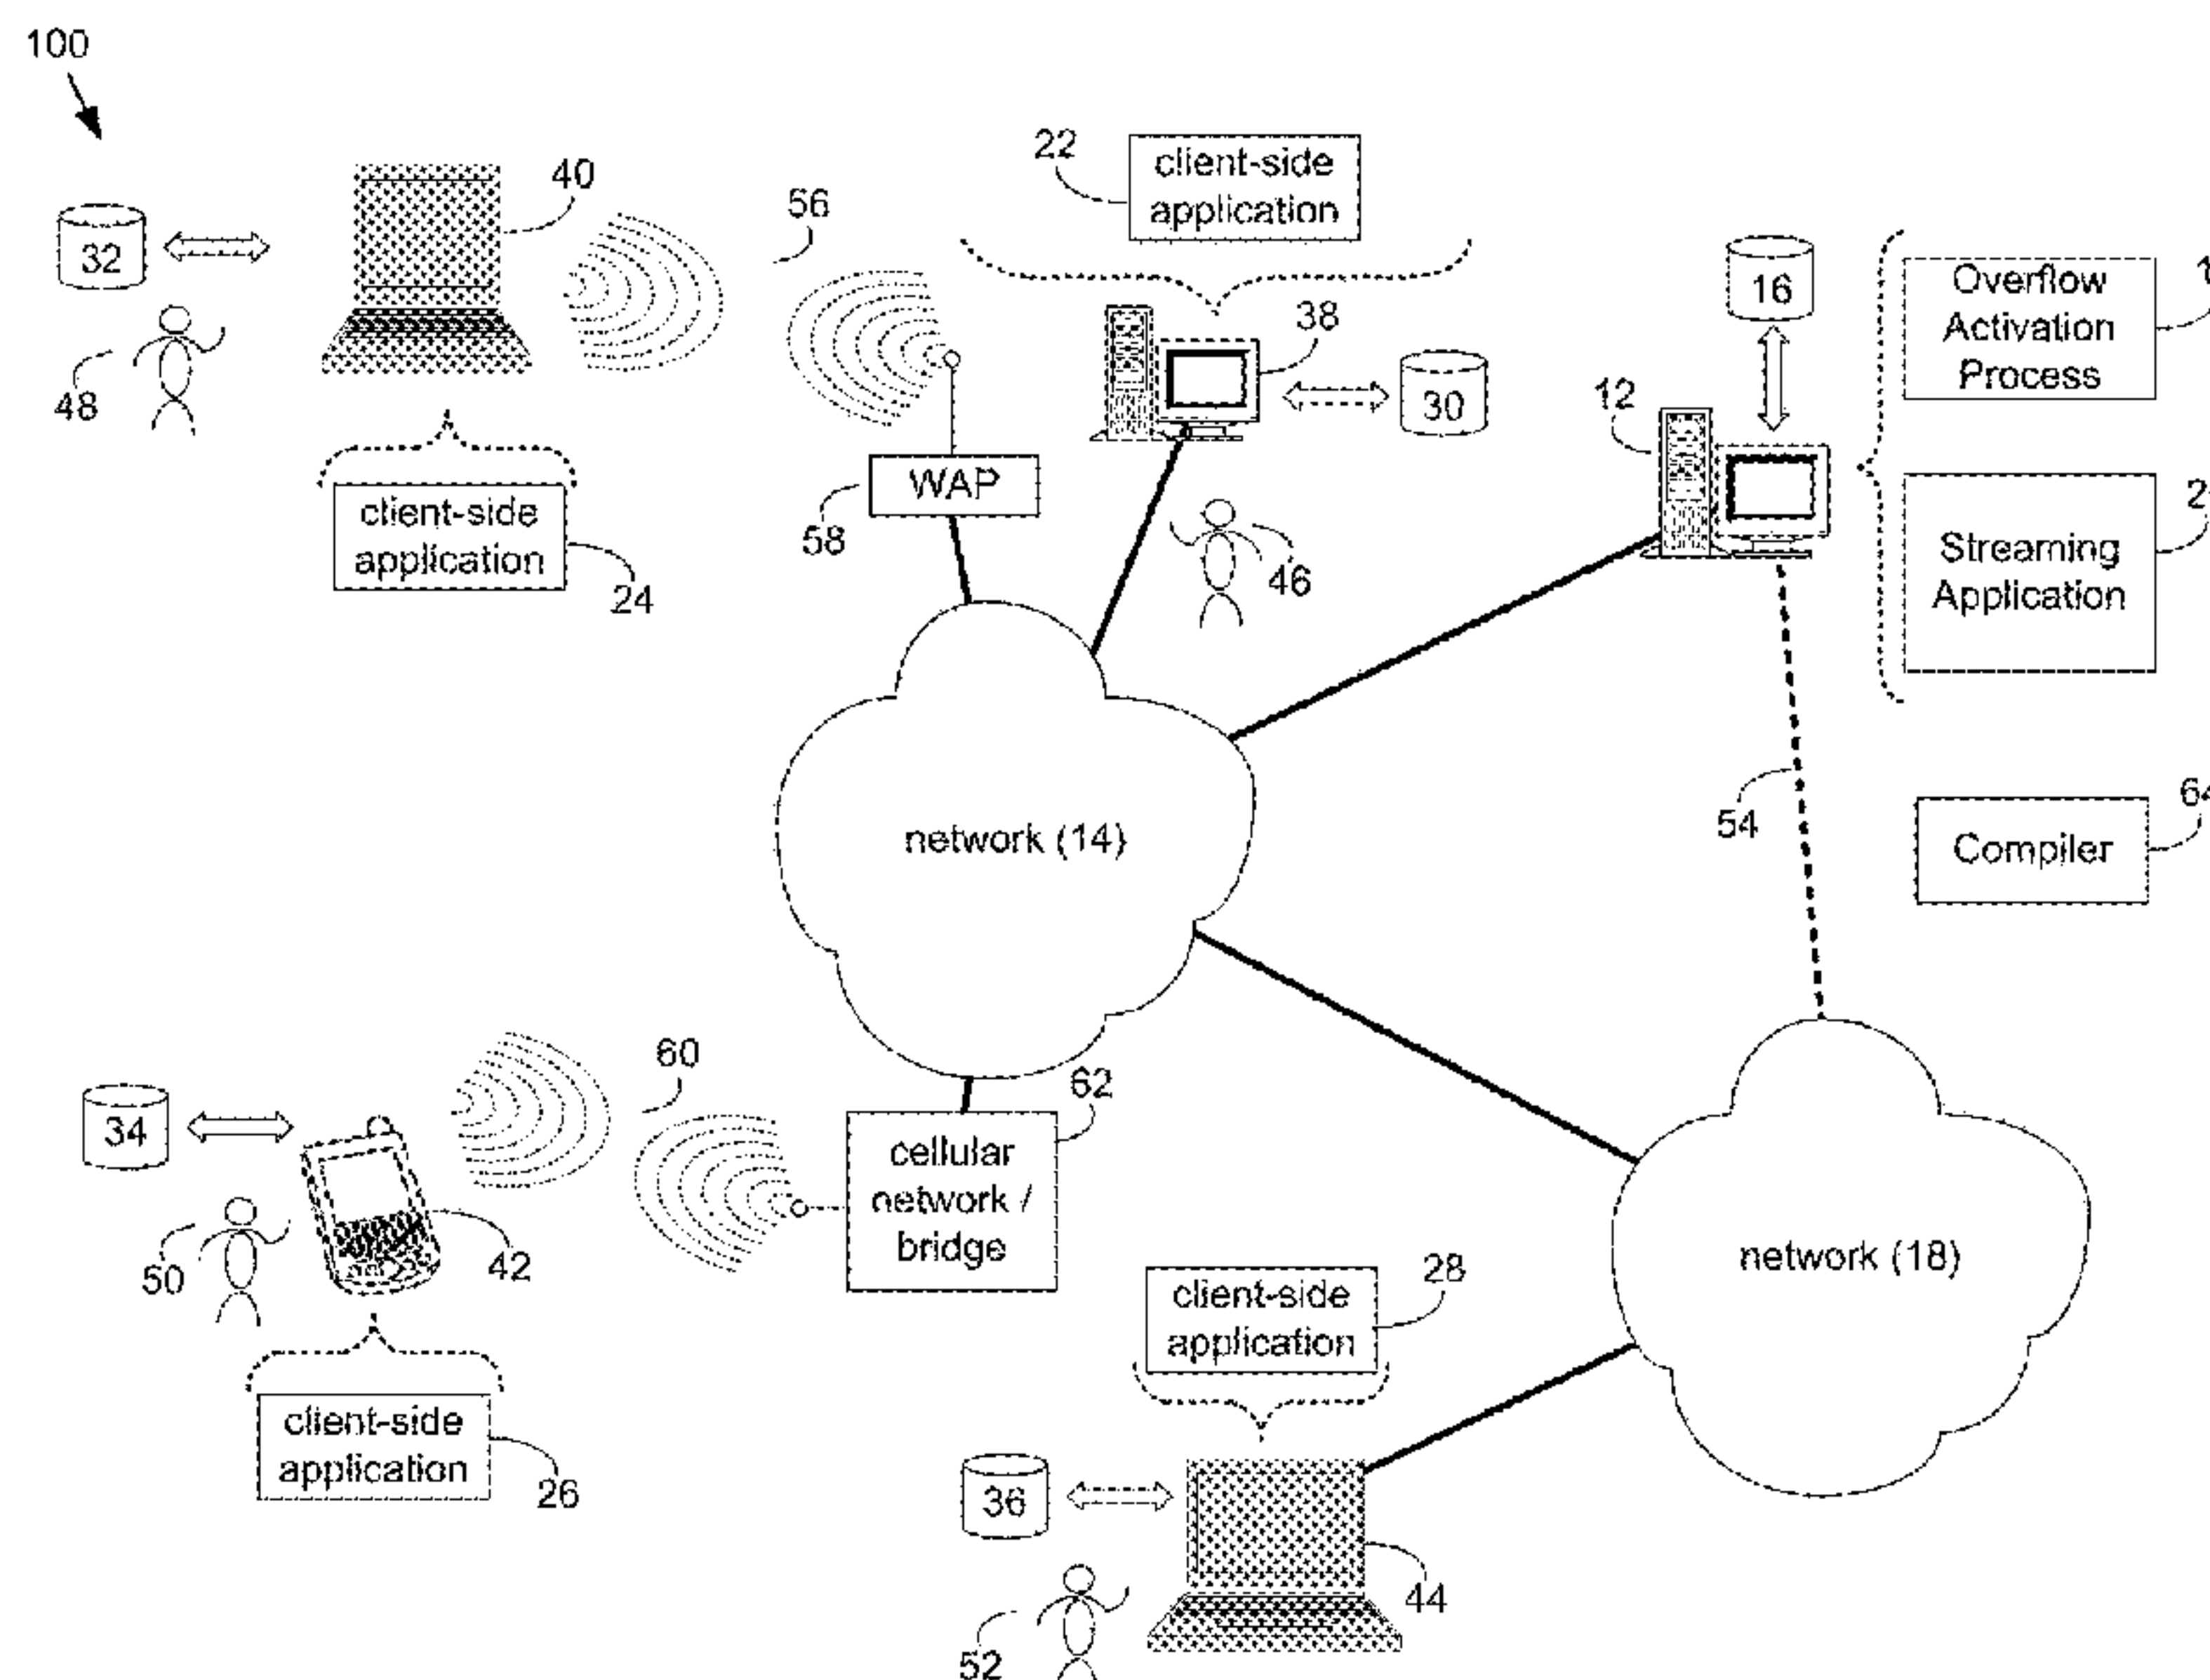 100
40
56
22
client-side
application
32
48
client-side
application
24
WAP
58
38
30
46
16
12
Overflow
Activation
Process
Streaming
Application
54
Compiler
64
network (14)
60
62
34
cellular
network /
bridge
50
42
client-side
application
26
client-side
application
28
network (18)
36
44
52